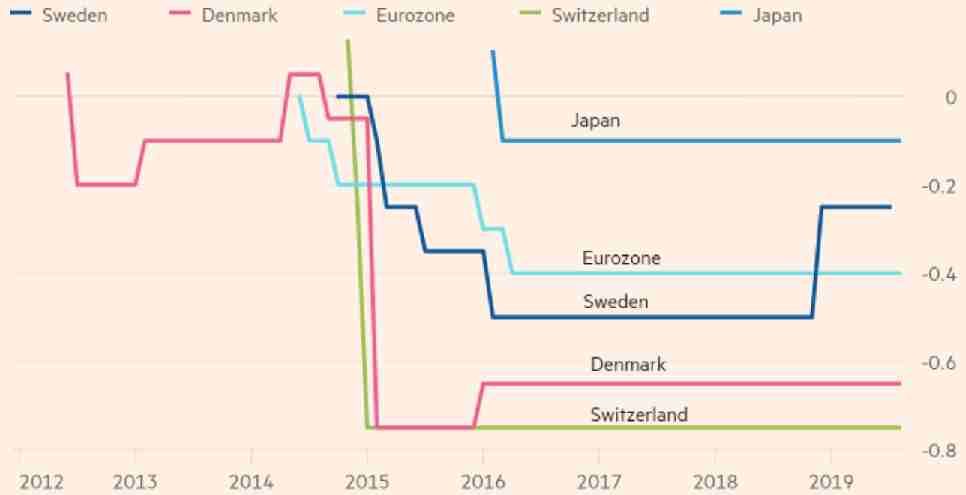 Sweden Denmark Eurozone Switzerland Japan
0
Japan
-0.2
Eurozone
-0.4
Sweden
-0.6
Denmark
Switzerland
-0.8
2012 2013 2014 2015 2016 2017 2018 2019